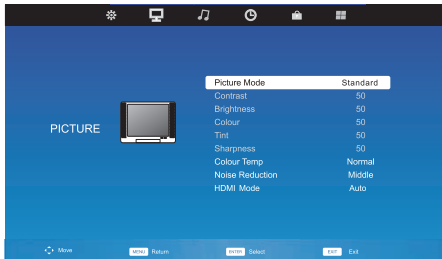 Picture Mode Standard
Contrast 50
Brightness 50
Colour 50
PICTURE
Tint 50
Sharpness 50
Colour Temp Normal
Noise Reduction Middle
HDMI Mode Auto
Move MENU Return ENTER Select EXIT Exit